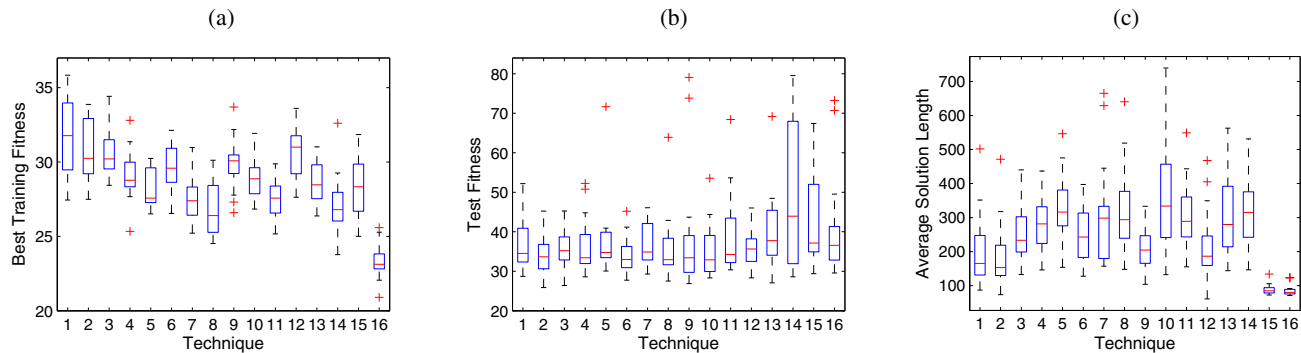 (a)
35
30
25
20
Best Training Fitness
1 2 3 4 5 6 7 8 9 10 11 12 13 14 15 16
Technique
(b)
80
70
60
50
40
30
20
Test Fitness
1 2 3 4 5 6 7 8 9 10 11 12 13 14 15 16
Technique
(c)
700
600
500
400
300
200
100
Average Solution Length
1 2 3 4 5 6 7 8 9 10 11 12 13 14 15 16
Technique